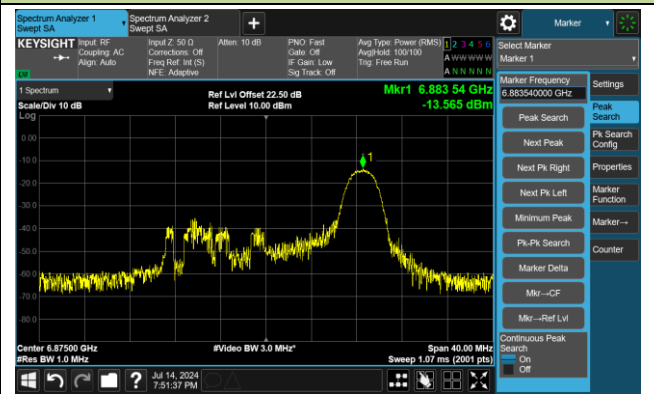 Spectrum Analyzer 1
Swept SA
Spectrum Analyzer 2
Swept SA
+
Marker
KEYSIGHT
Input: RF
Coupling: AC
Align: Auto
Input Z: 50 Ω
Corrections: Off
Freq Ref: Int (S)
NFE: Adaptive
Atten: 10 dB
PNO: Fast
Gate: Off
IF Gain: Low
Sig Track: Off
Avg Type: Power (RMS)
Avg|Hold: 100/100
Trig: Free Run
1 2 3 4 5 6
A W W W W W
A N N N N N
Select Marker
Marker 1
1 Spectrum
Scale/Div 10 dB
Ref Lvl Offset 22.50 dB
Ref Level 10.00 dBm
Mkr1 6.883 54 GHz
-13.565 dBm
Log
0.00
-10.0
-20.0
-30.0
-40.0
-50.0
-60.0
-70.0
-80.0
1
Center 6.87500 GHz
#Res BW 1.0 MHz
#Video BW 3.0 MHz*
Span 40.00 MHz
Sweep 1.07 ms (2001 pts)
Marker Frequency
6.883540000 GHz
Peak Search
Next Peak
Next Pk Right
Next Pk Left
Minimum Peak
Pk-Pk Search
Marker Delta
Mkr→CF
Mkr→Ref Lvl
Continuous Peak
Search
On
Off
Settings
Peak
Search
Pk Search
Config
Properties
Marker
Function
Marker→
Counter
?
Jul 14, 2024
7:51:37 PM